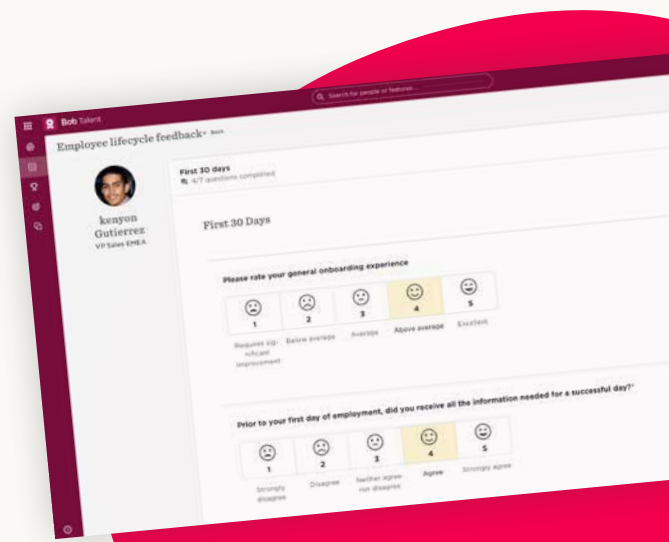 Bob Talent
Search for people or features...
Employee lifecycle feedback
Back
kenyon
Gutierrez
VP Sales EMEA
First 30 days
4/7 questions completed
First 30 Days
Please rate your general onboarding experience
1 2 3 4 5
Requires sig-
nificant
improvement
Below average
Average
Above average
Excellent
Prior to your first day of employment, did you receive all the information needed for a successful day?*
1 2 3 4 5
Strongly
disagree
Disagree
Neither agree
nor disagree
Agree
Strongly agree